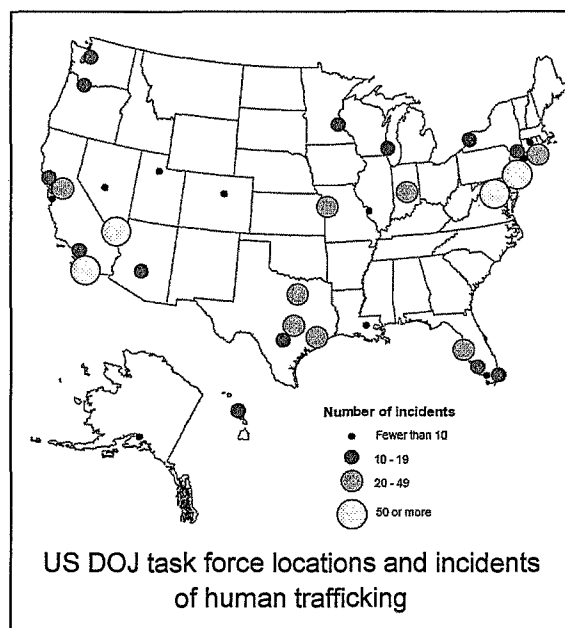 Number of incidents
Fewer than 10
10 - 19
20 - 49
50 or more
US DOJ task force locations and incidents
of human trafficking